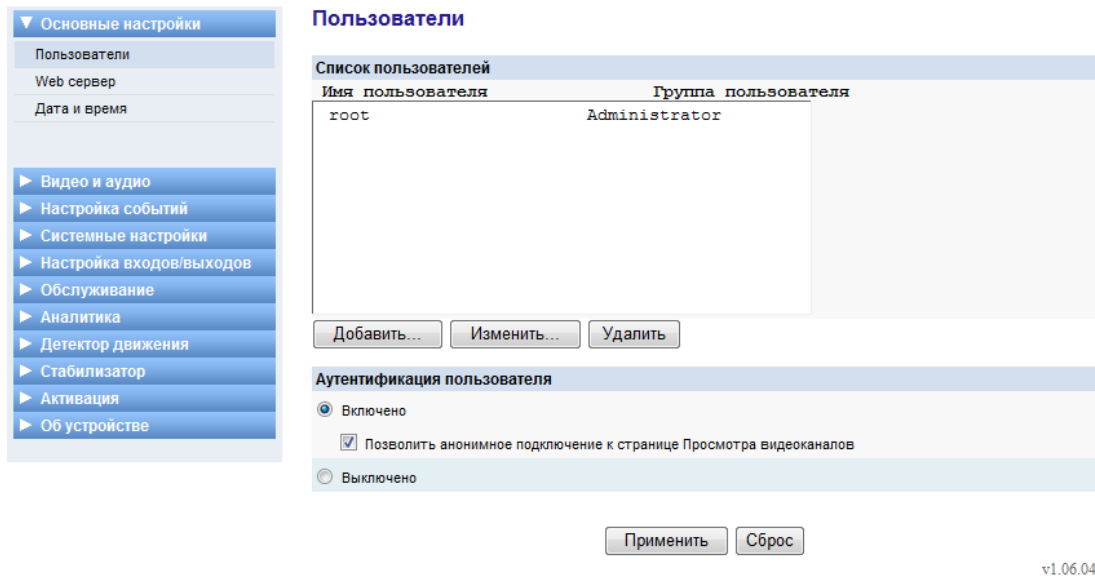 Основные настройки
Пользователи
Web сервер
Дата и время
Видео и аудио
Настройка событий
Системные настройки
Настройка входов/выходов
Обслуживание
Аналитика
Детектор движения
Стабилизатор
Активация
Об устройстве
Пользователи
Список пользователей
Имя пользователя Группа пользователя
root Administrator
Добавить... Изменить... Удалить
Аутентификация пользователя
Включено
Позволить анонимное подключение к странице Просмотра видеоканалов
Выключено
Применить Сброс
v1.06.04